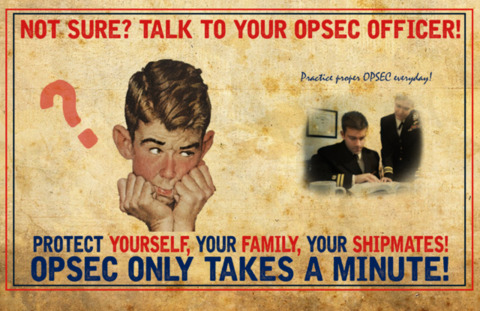 NOT SURE? TALK TO YOUR OPSEC OFFICER!
Practice proper OPSEC everyday!
?
PROTECT YOURSELF, YOUR FAMILY, YOUR SHIPMATES!
OPSEC ONLY TAKES A MINUTE!